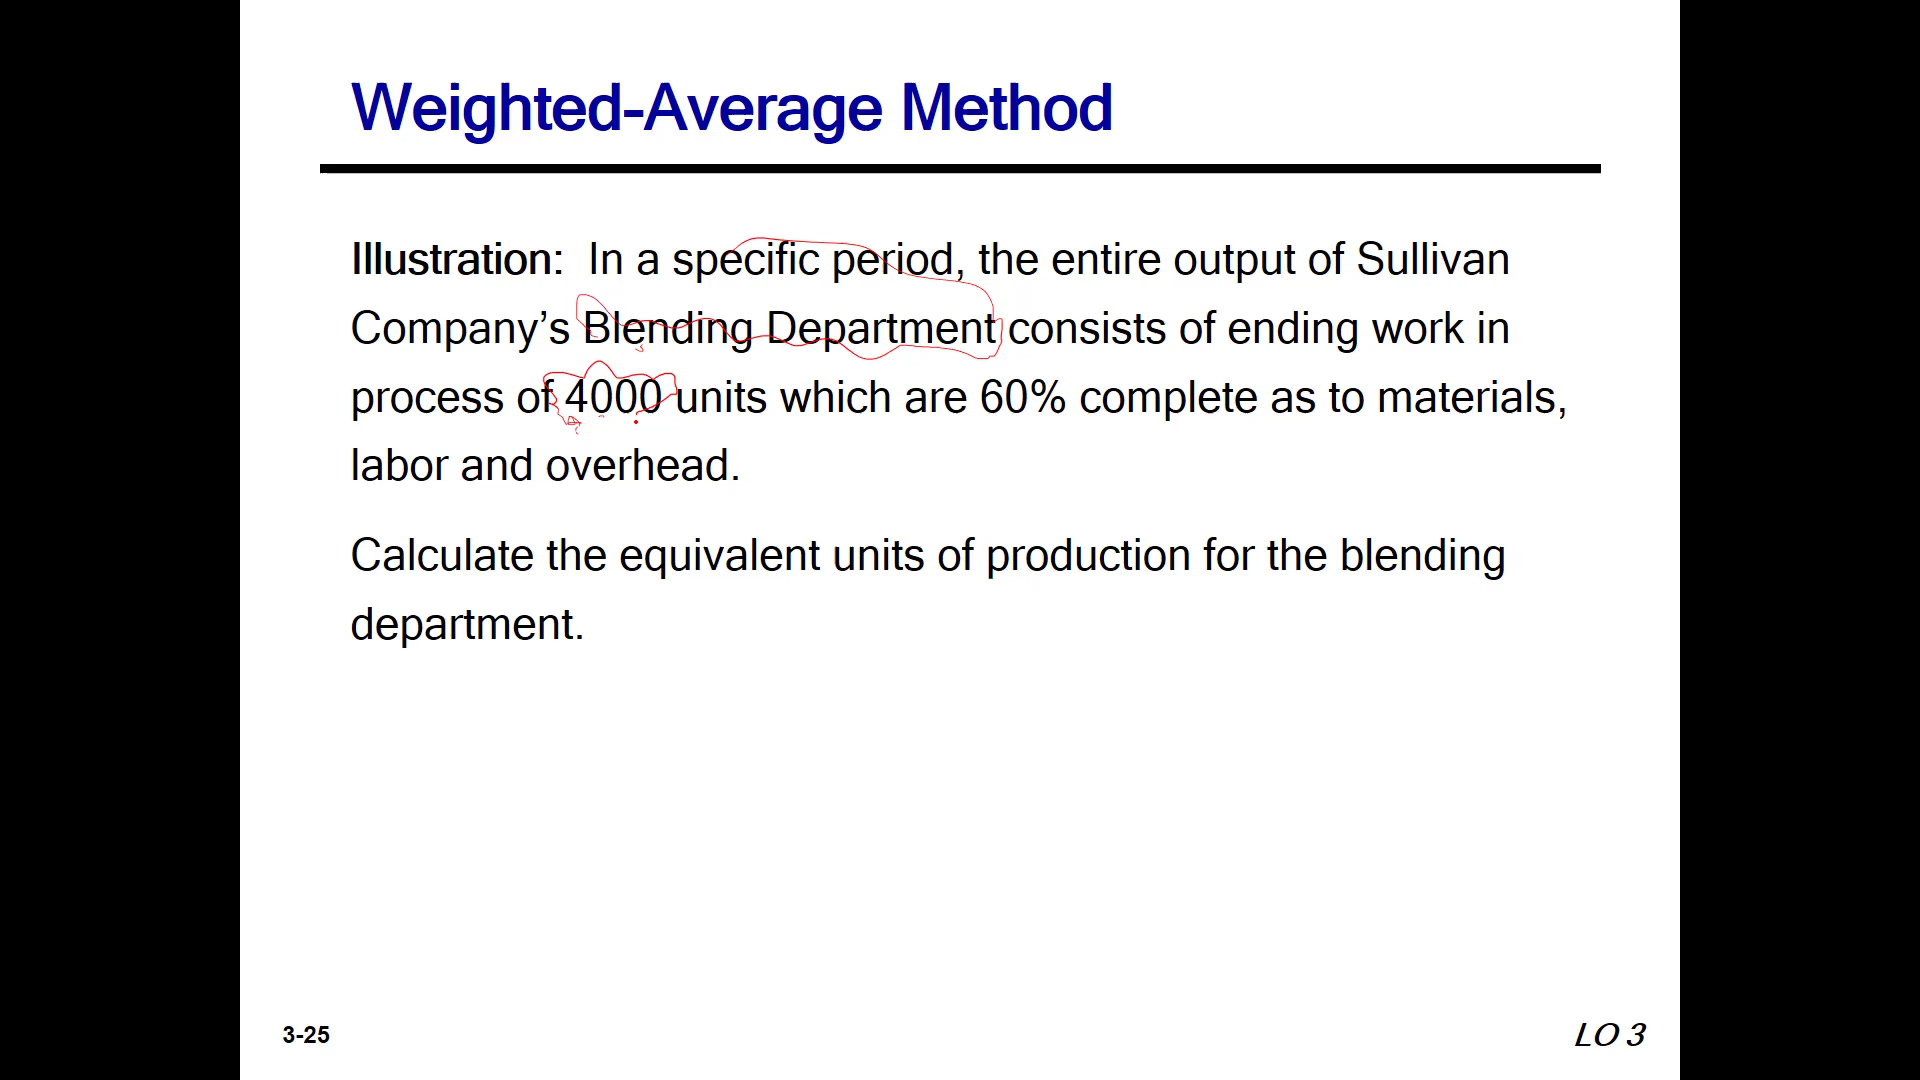 Weighted-Average Method
Illustration: In a specific period, the entire output of Sullivan
Company’s Blending Department consists of ending work in
process of 4000 units which are 60% complete as to materials,
labor and overhead.
Calculate the equivalent units of production for the blending
department.
3-25
LO 3